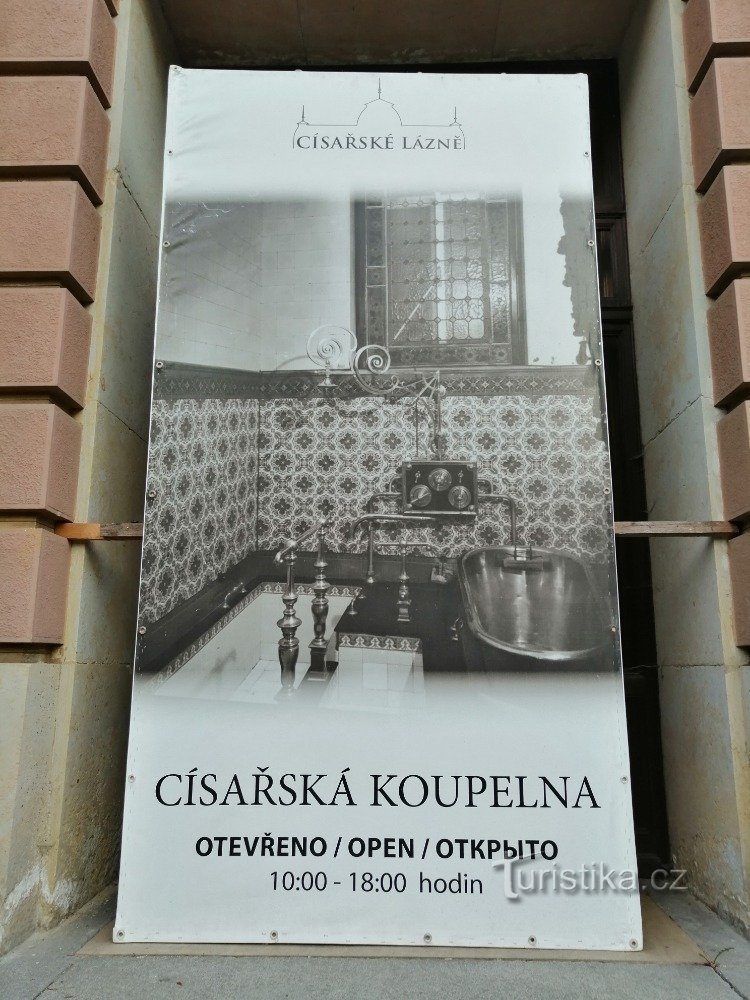 CÍSAŘSKÉ LÁZNĚ
CÍSAŘSKÁ KOUPELNA
OTEVŘENO / OPEN / ОТКРЫТО
10:00 - 18:00 hodin
Turistika.cz